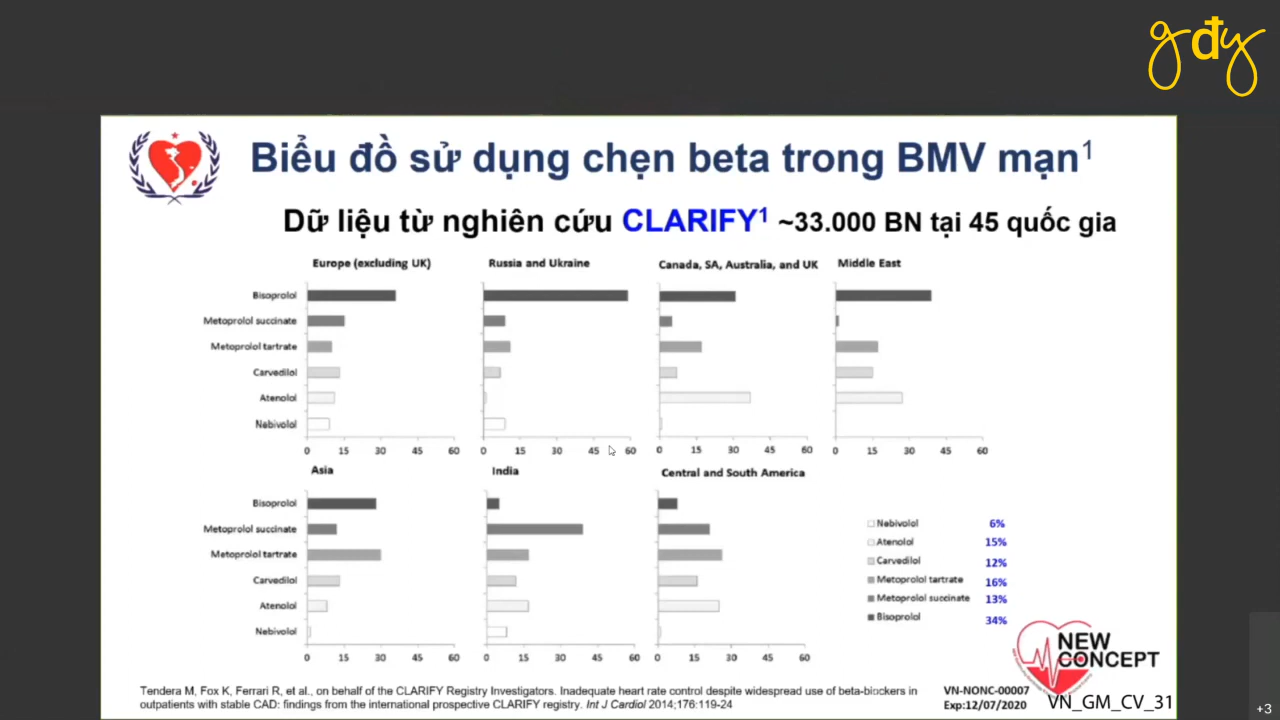 gđy
Biểu đồ sử dụng chẹn beta trong BMV mạn¹
Dữ liệu từ nghiên cứu CLARIFY¹ ~33.000 BN tại 45 quốc gia
Europe (excluding UK)
Russia and Ukraine
Canada, SA, Australia, and UK
Middle East
Bisoprolol
Metoprolol succinate
Metoprolol tartrate
Carvedilol
Atenolol
Nebivolol
0 15 30 45 60
0 15 30 45 60
0 15 30 45 60
0 15 30 45 60
Asia
India
Central and South America
Bisoprolol
Metoprolol succinate
Metoprolol tartrate
Carvedilol
Atenolol
Nebivolol
0 15 30 45 60
0 15 30 45 60
0 15 30 45 60
Nebivolol 6%
Atenolol 15%
Carvedilol 12%
Metoprolol tartrate 16%
Metoprolol succinate 13%
Bisoprolol 34%
NEW
CONCEPT
Tendera M, Fox K, Ferrari R, et al., on behalf of the CLARIFY Registry Investigators. Inadequate heart rate control despite widespread use of beta-blockers in
outpatients with stable CAD: findings from the international prospective CLARIFY registry. Int J Cardiol 2014;176:119-24
VN-NONC-00007
Exp:12/07/2020
VN_GM_CV_31
+3